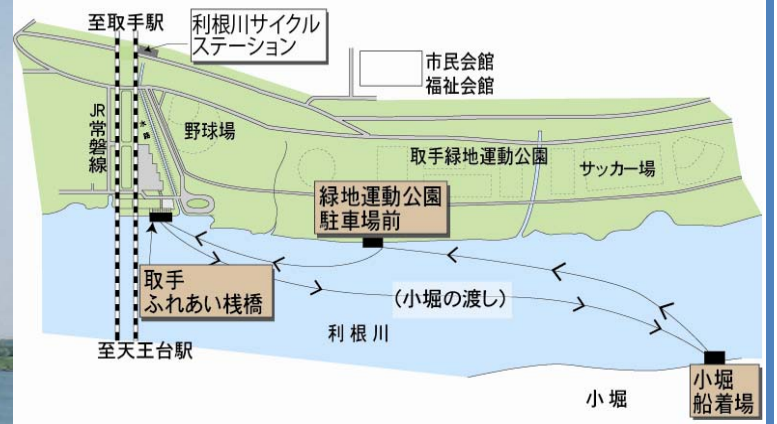 至取手駅
利根川サイクル
ステーション
市民会館
福祉会館
JR常磐線
水路
野球場
取手緑地運動公園
サッカー場
緑地運動公園
駐車場前
取手
ふれあい桟橋
(小堀の渡し)
利根川
至天王台駅
小堀
船着場
小堀